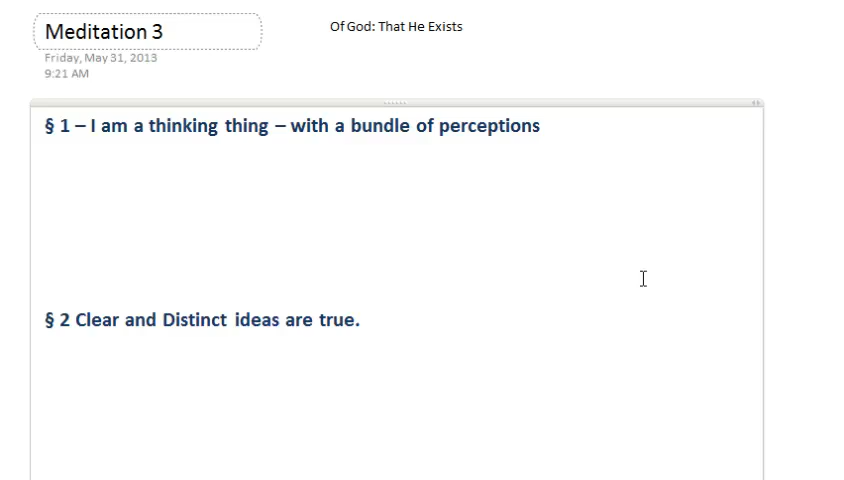 Meditation 3
Of God: That He Exists
Friday, May 31, 2013
9:21 AM
§ 1 – I am a thinking thing – with a bundle of perceptions
§ 2 Clear and Distinct ideas are true.